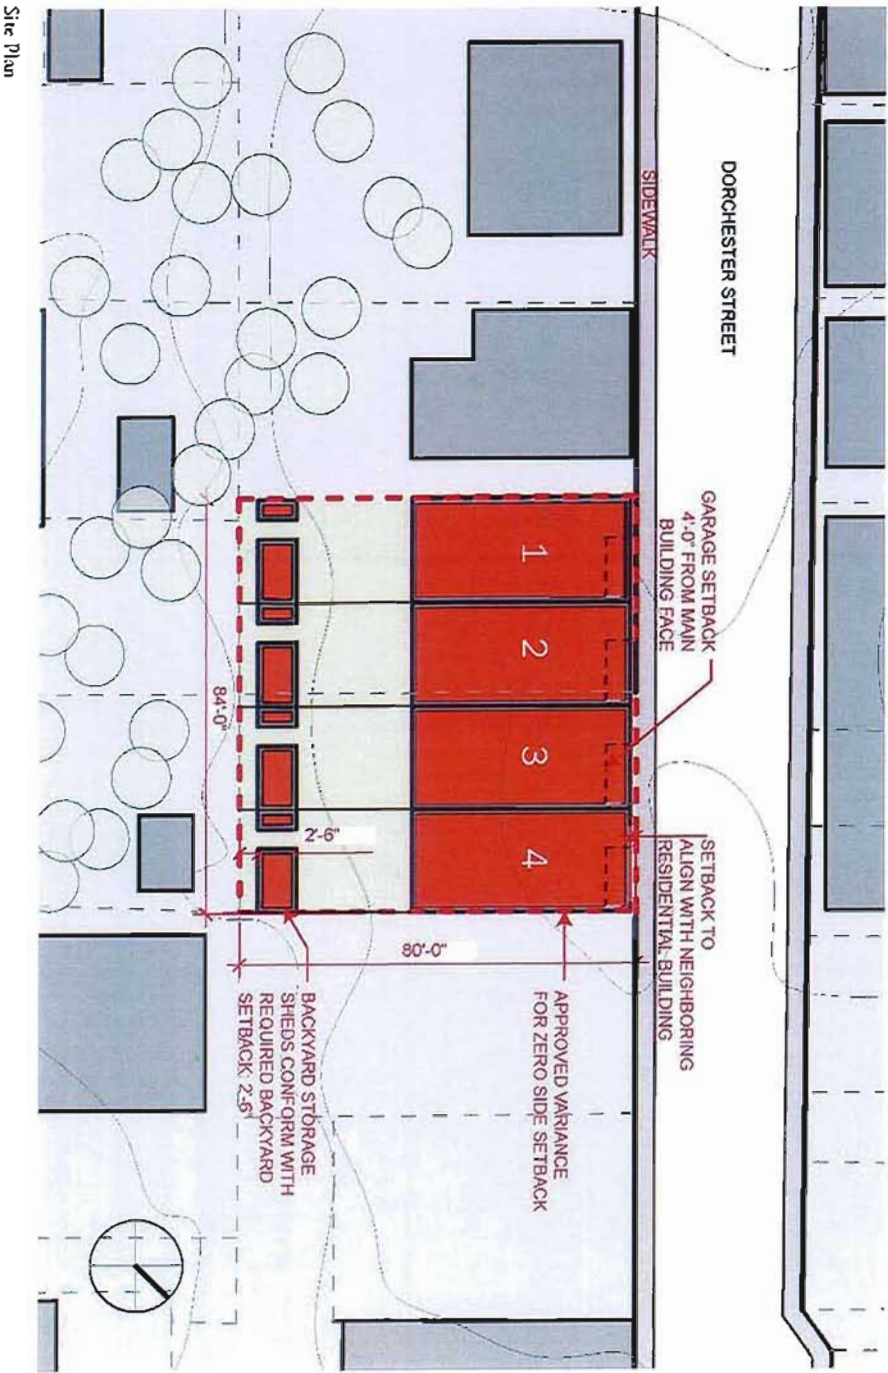 Site Plan
DORCHESTER STREET
SIDEWALK
GARAGE SETBACK
4'-0" FROM MAIN
BUILDING FACE
1
2
3
4
SETBACK TO
ALIGN WITH NEIGHBORING
RESIDENTIAL BUILDING
APPROVED VARIANCE
FOR ZERO SIDE SETBACK
84'-0"
2'-6"
80'-0"
BACKYARD STORAGE
SHEDS CONFORM WITH
REQUIRED BACKYARD
SETBACK: 2'-6"